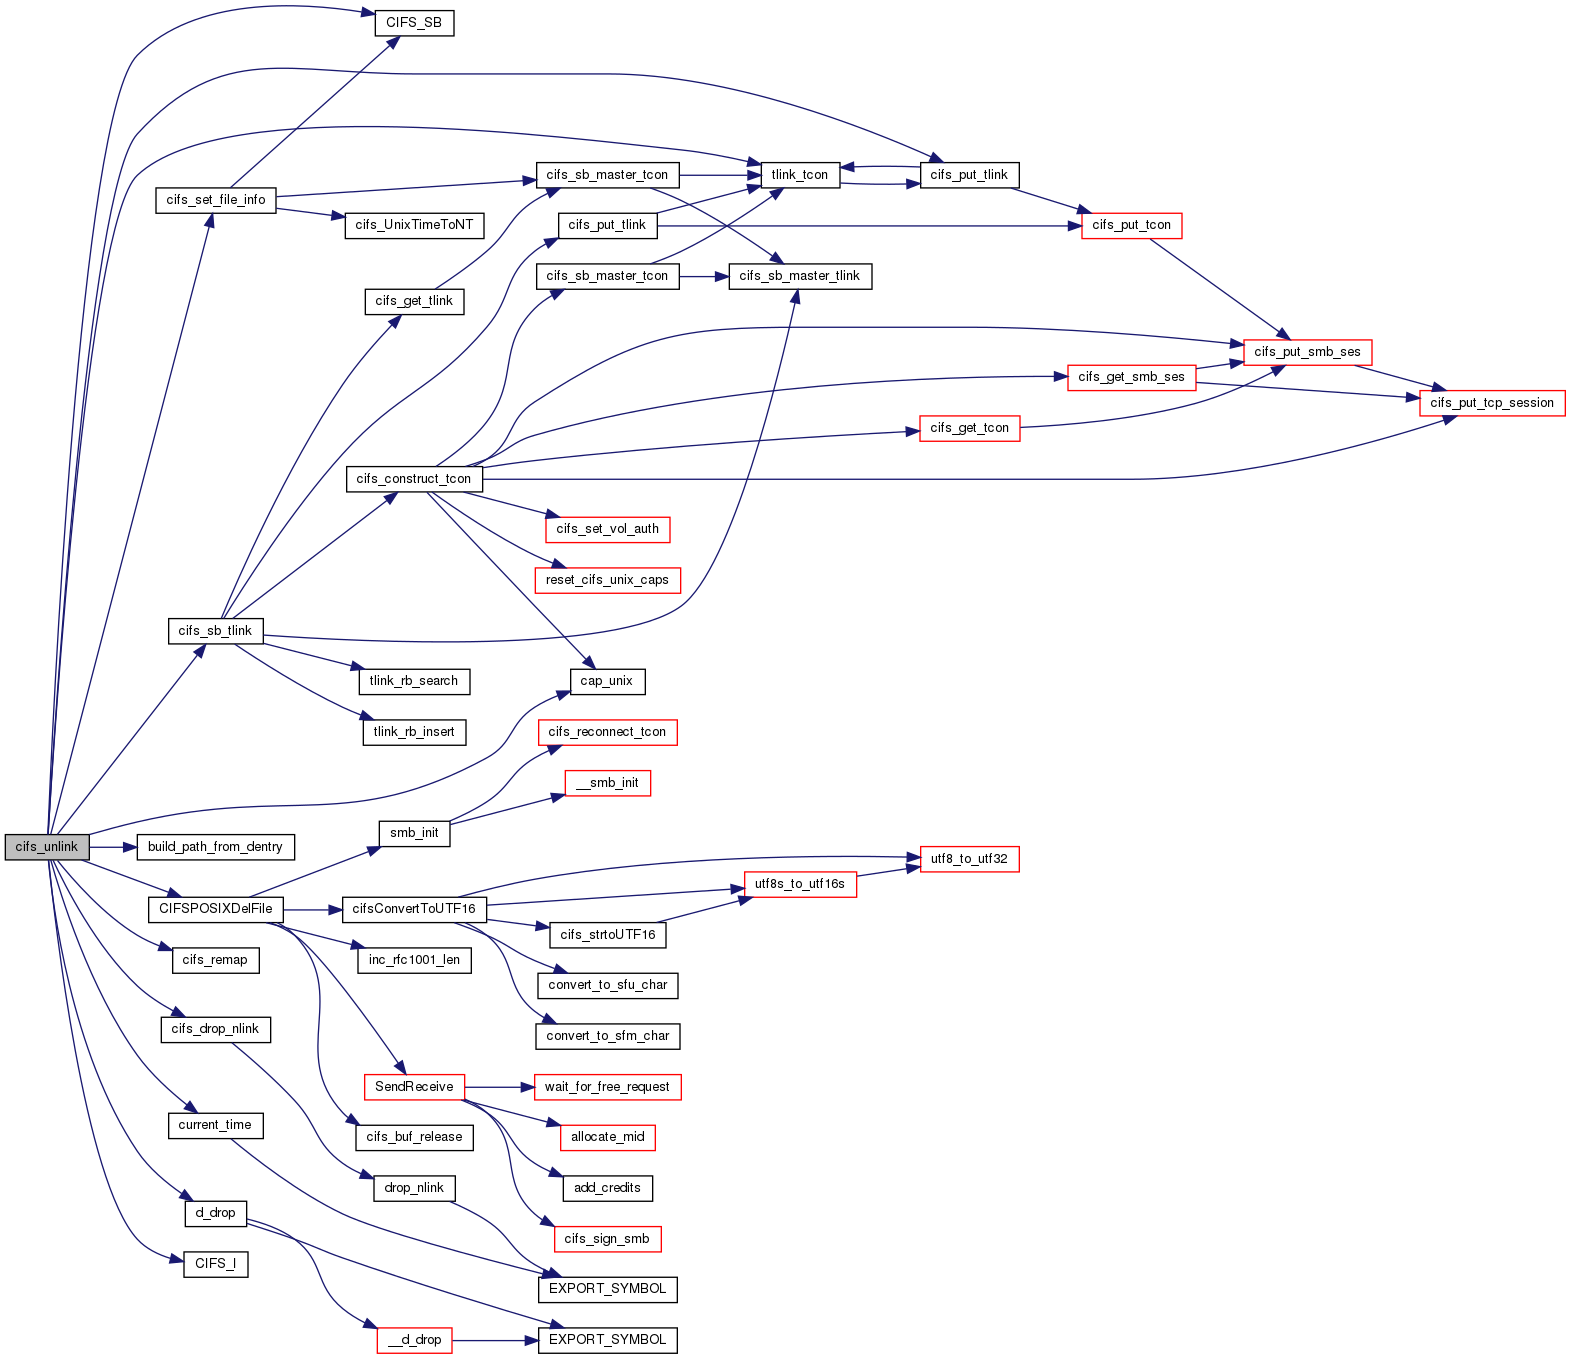 CIFS_SB
cifs_sb_master_tcon
tlink_tcon
cifs_put_tlink
cifs_set_file_info
cifs_UnixTimeToNT
cifs_put_tlink
cifs_put_tcon
cifs_sb_master_tcon
cifs_sb_master_tlink
cifs_get_tlink
cifs_put_smb_ses
cifs_get_smb_ses
cifs_put_tcp_session
cifs_get_tcon
cifs_construct_tcon
cifs_set_vol_auth
reset_cifs_unix_caps
cifs_sb_tlink
tlink_rb_search
cap_unix
tlink_rb_insert
cifs_reconnect_tcon
__smb_init
smb_init
cifs_unlink
build_path_from_dentry
utf8_to_utf32
utf8s_to_utf16s
CIFSPOSIXDelFile
cifsConvertToUTF16
cifs_strtoUTF16
cifs_remap
inc_rfc1001_len
convert_to_sfu_char
cifs_drop_nlink
convert_to_sfm_char
SendReceive
wait_for_free_request
current_time
cifs_buf_release
allocate_mid
drop_nlink
add_credits
d_drop
cifs_sign_smb
CIFS_I
EXPORT_SYMBOL
__d_drop
EXPORT_SYMBOL